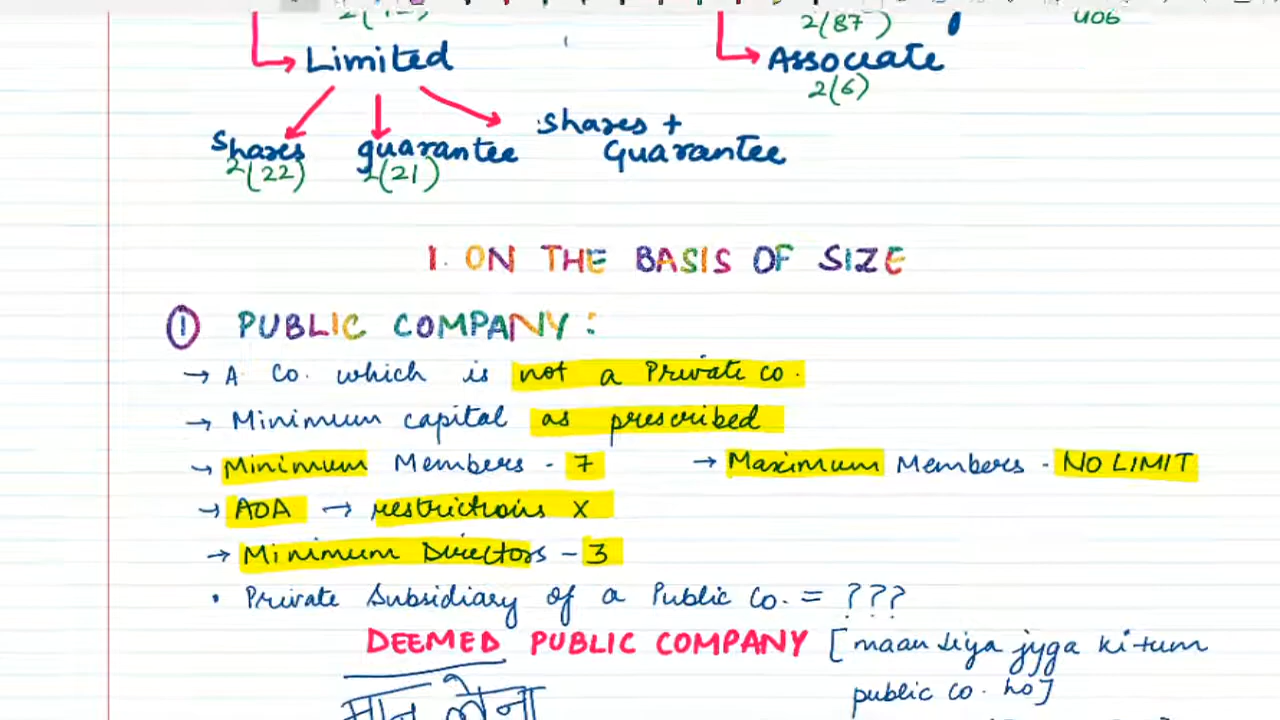 2(87)
406
Limited
Associate
2(6)
Shares
2(22)
guarantee
2(21)
Shares +
Guarantee
1. ON THE BASIS OF SIZE
① PUBLIC COMPANY:
→ A Co. which is not a Private co.
→ Minimum capital as prescribed
→ Minimum Members - 7 → Maximum Members - NO LIMIT
→ AOA → restrictions x
→ Minimum Directors - 3
• Private Subsidiary of a Public Co. = ???
DEEMED PUBLIC COMPANY [maan liya jyga ki tum
public co. ho]
मान लेना